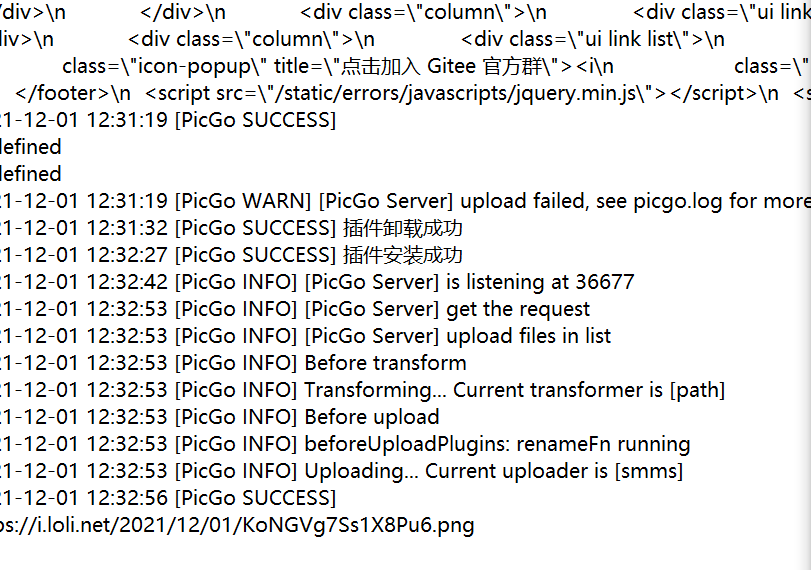 /div>\n </div>\n <div class=\"column\">\n <div class=\"ui link
div>\n <div class=\"column\">\n <div class=\"ui link list\">\n
class=\"icon-popup\" title=\"点击加入 Gitee 官方群\"><i\n class=\"
</footer>\n <script src=\"/static/errors/javascripts/jquery.min.js\"></script>\n <s
21-12-01 12:31:19 [PicGo SUCCESS]
defined
defined
21-12-01 12:31:19 [PicGo WARN] [PicGo Server] upload failed, see picgo.log for more
21-12-01 12:31:32 [PicGo SUCCESS] 插件卸载成功
21-12-01 12:32:27 [PicGo SUCCESS] 插件安装成功
21-12-01 12:32:42 [PicGo INFO] [PicGo Server] is listening at 36677
21-12-01 12:32:53 [PicGo INFO] [PicGo Server] get the request
21-12-01 12:32:53 [PicGo INFO] [PicGo Server] upload files in list
21-12-01 12:32:53 [PicGo INFO] Before transform
21-12-01 12:32:53 [PicGo INFO] Transforming... Current transformer is [path]
21-12-01 12:32:53 [PicGo INFO] Before upload
21-12-01 12:32:53 [PicGo INFO] beforeUploadPlugins: renameFn running
21-12-01 12:32:53 [PicGo INFO] Uploading... Current uploader is [smms]
21-12-01 12:32:56 [PicGo SUCCESS]
ps://i.loli.net/2021/12/01/KoNGVg7Ss1X8Pu6.png